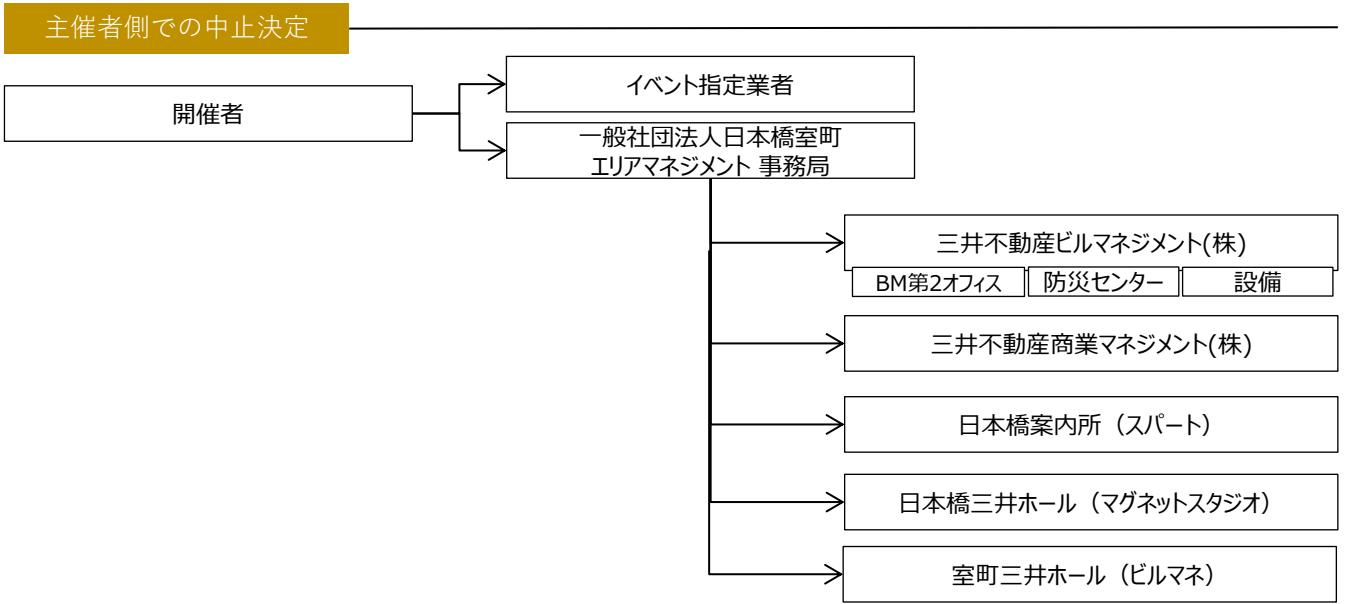 主催者側での中止決定
開催者
イベント指定業者
一般社団法人日本橋室町
エリアマネジメント 事務局
三井不動産ビルマネジメント(株)
BM第2オフィス 防災センター 設備
三井不動産商業マネジメント(株)
日本橋案内所（スパート）
日本橋三井ホール（マグネットスタジオ）
室町三井ホール（ビルマネ）